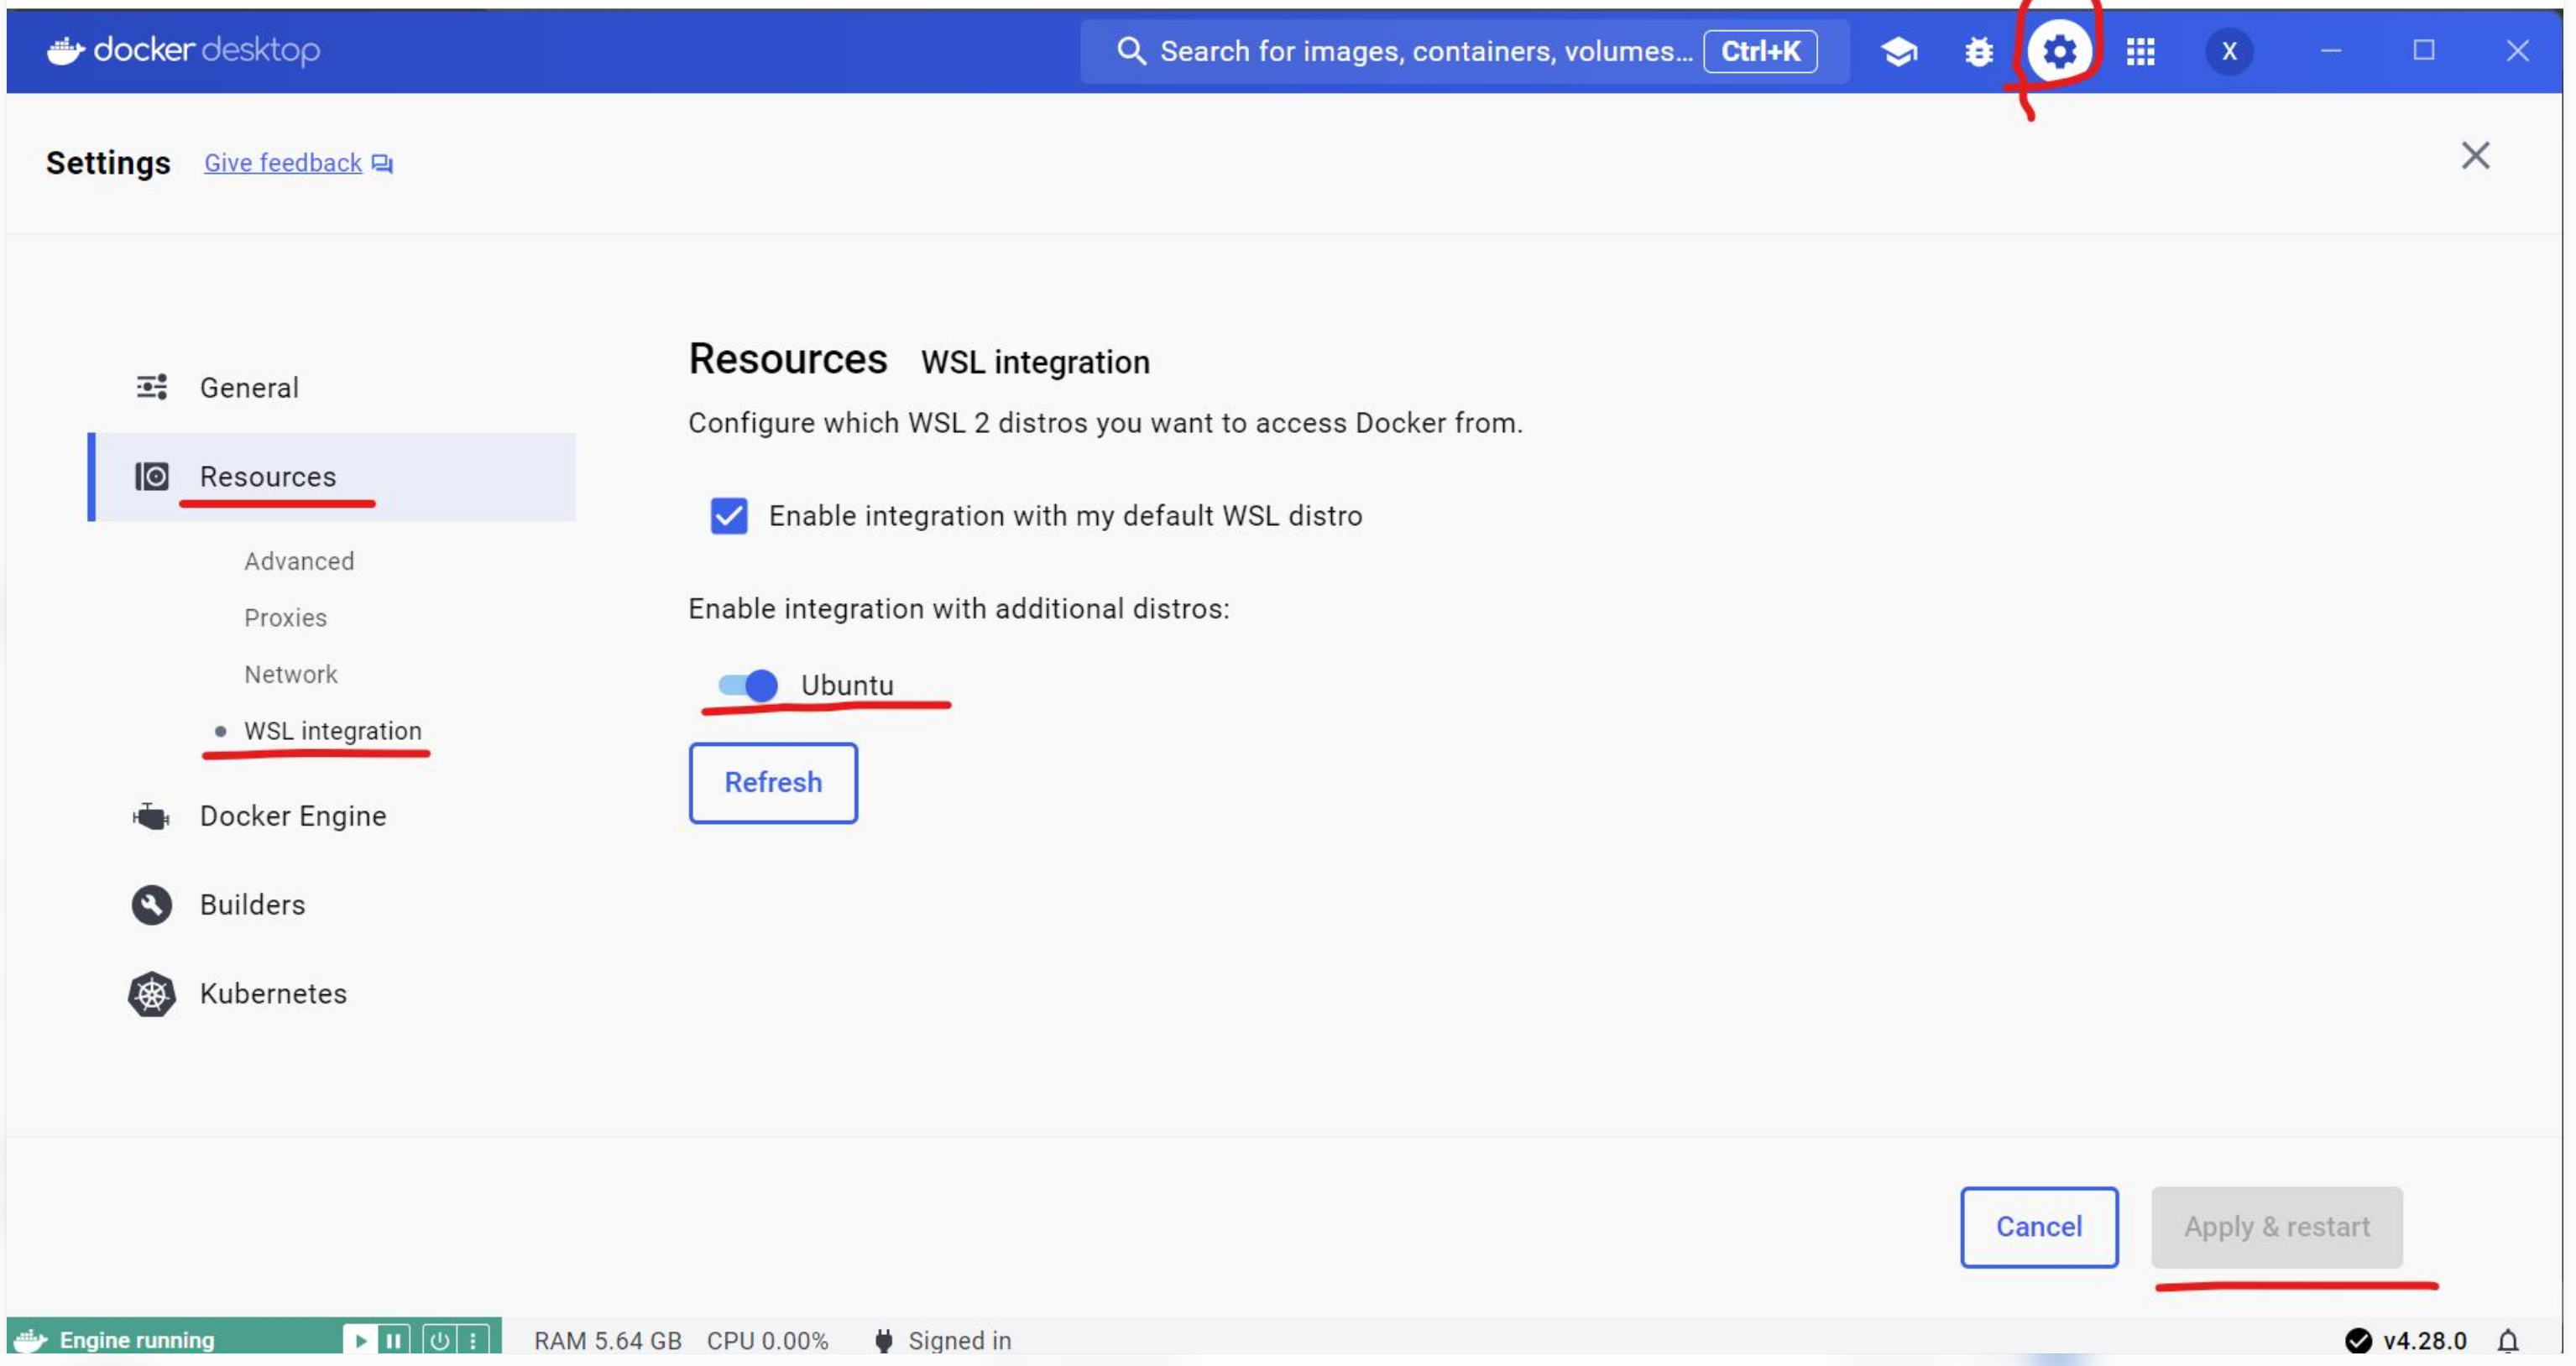 docker desktop
Search for images, containers, volumes... Ctrl+K
X
Settings Give feedback
General
Resources
Advanced
Proxies
Network
WSL integration
Docker Engine
Builders
Kubernetes
Resources WSL integration
Configure which WSL 2 distros you want to access Docker from.
Enable integration with my default WSL distro
Enable integration with additional distros:
Ubuntu
Refresh
Cancel Apply & restart
Engine running RAM 5.64 GB CPU 0.00% Signed in v4.28.0